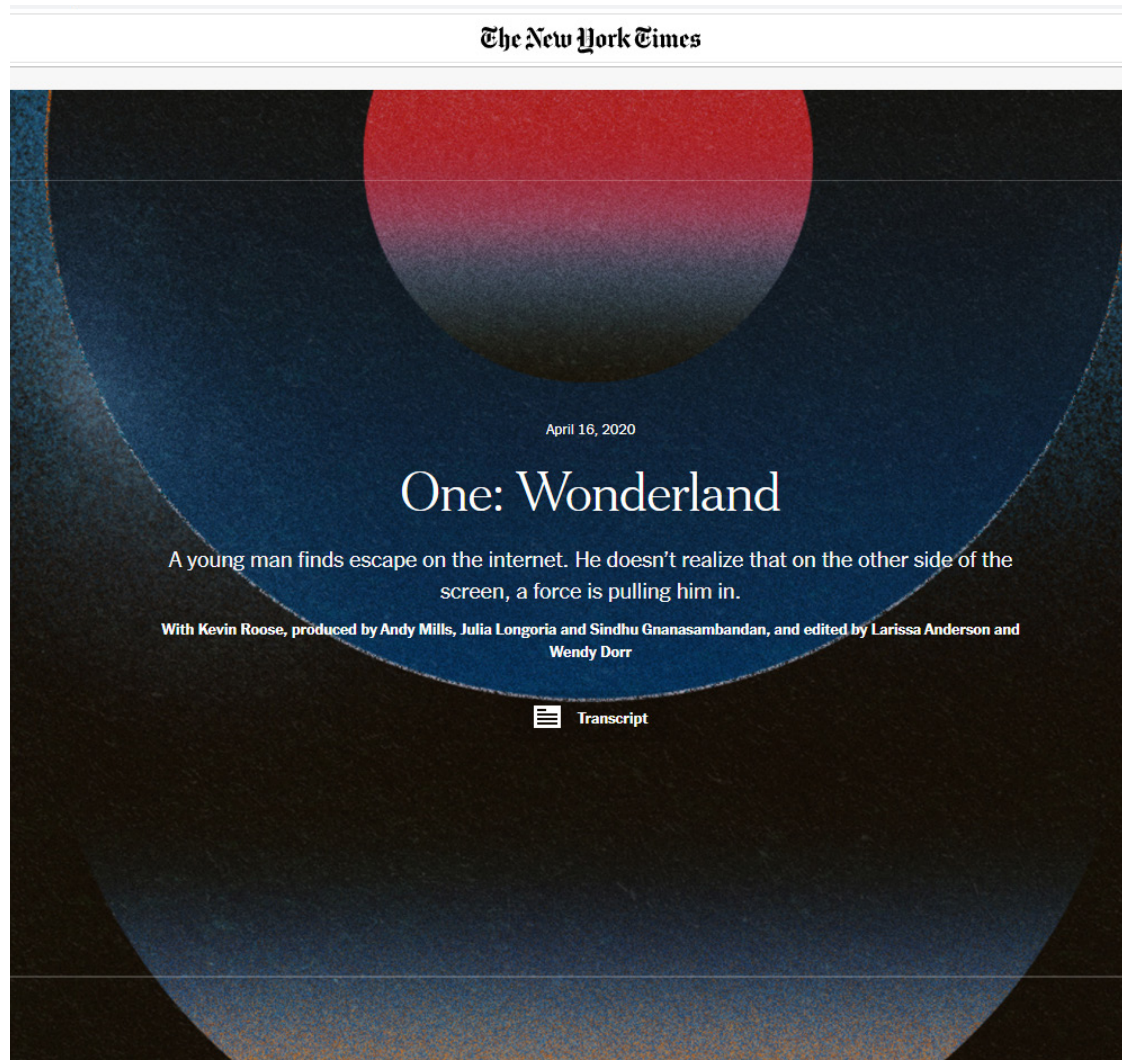 The New York Times
April 16, 2020
One: Wonderland
A young man finds escape on the internet. He doesn’t realize that on the other side of the
screen, a force is pulling him in.
With Kevin Roose, produced by Andy Mills, Julia Longoria and Sindhu Gnanasambandan, and edited by Larissa Anderson and
Wendy Dorr
Transcript